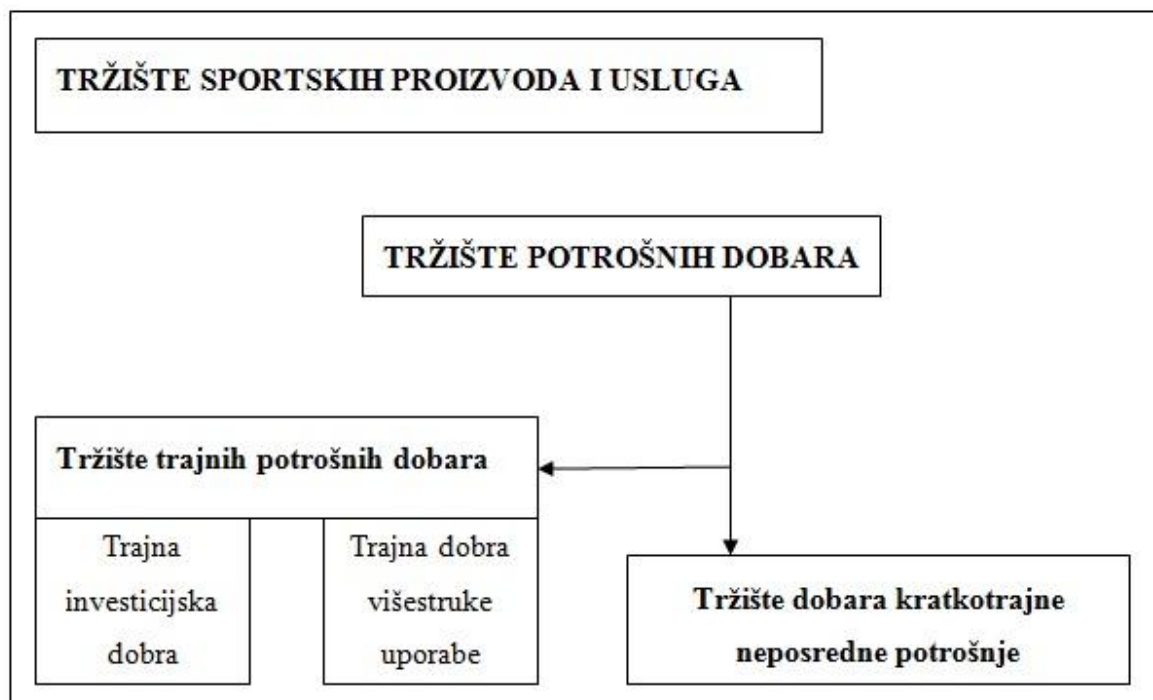 TRŽIŠTE SPORTSKIH PROIZVODA I USLUGA
TRŽIŠTE POTROŠNIH DOBARA
Tržište trajnih potrošnih dobara
Trajna
investicijska
dobra
Trajna dobra
višestruke
uporabe
Tržište dobara kratkotrajne
neposredne potrošnje